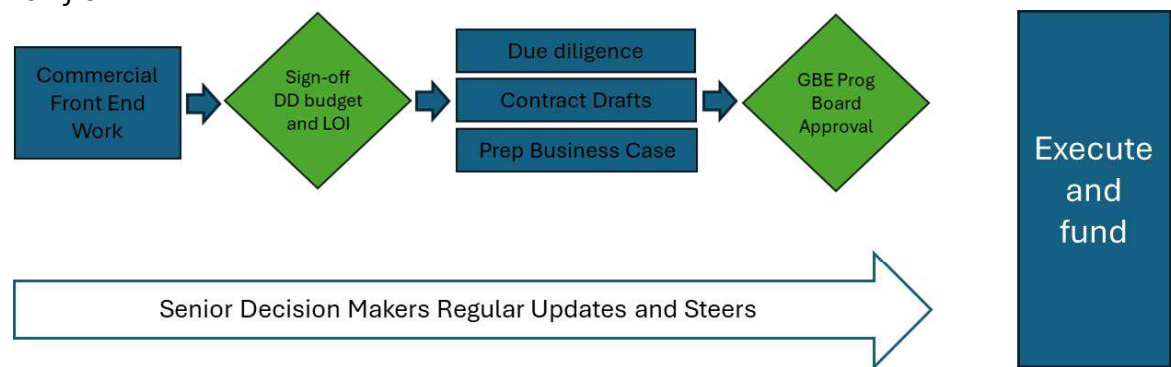 Commercial
Front End
Work
Sign-off
DD budget
and LOI
Due diligence
Contract Drafts
Prep Business Case
GBE Prog
Board
Approval
Execute
and
fund
Senior Decision Makers Regular Updates and Steers